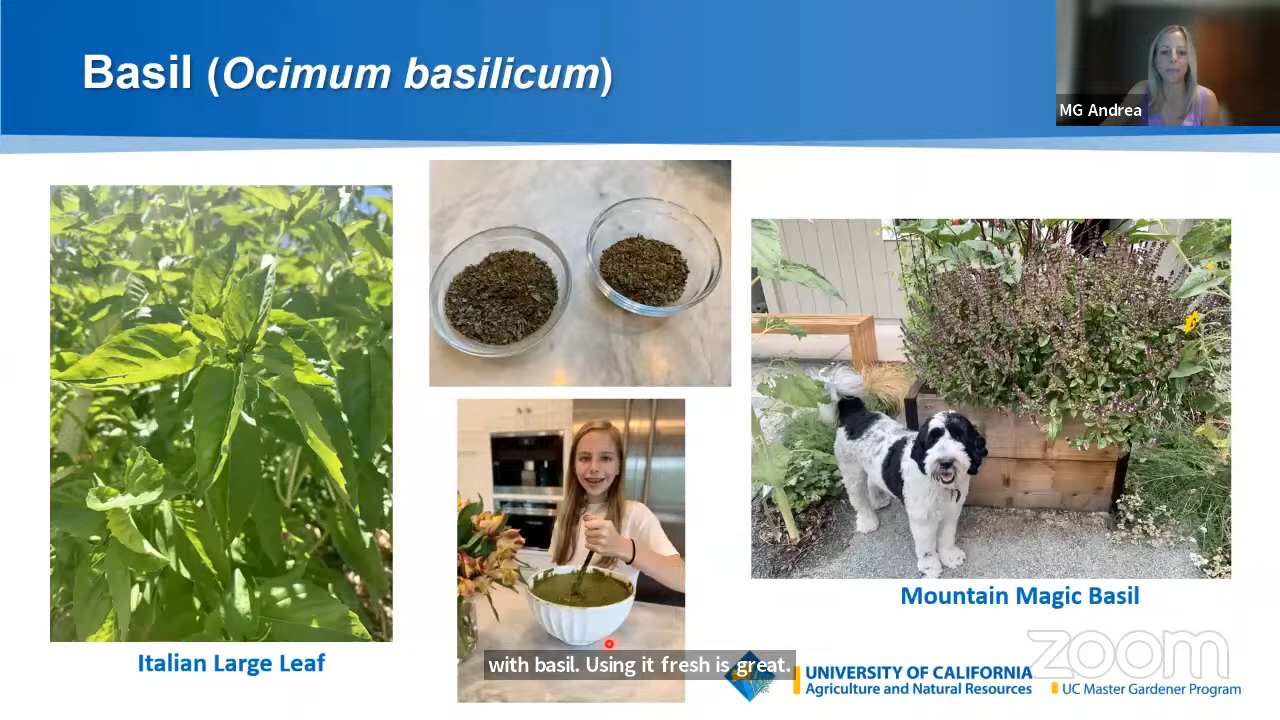 Basil (Ocimum basilicum)
MG Andrea
Italian Large Leaf
Mountain Magic Basil
with basil. Using it fresh is great.
zoom
UNIVERSITY OF CALIFORNIA
Agriculture and Natural Resources
UC Master Gardener Program